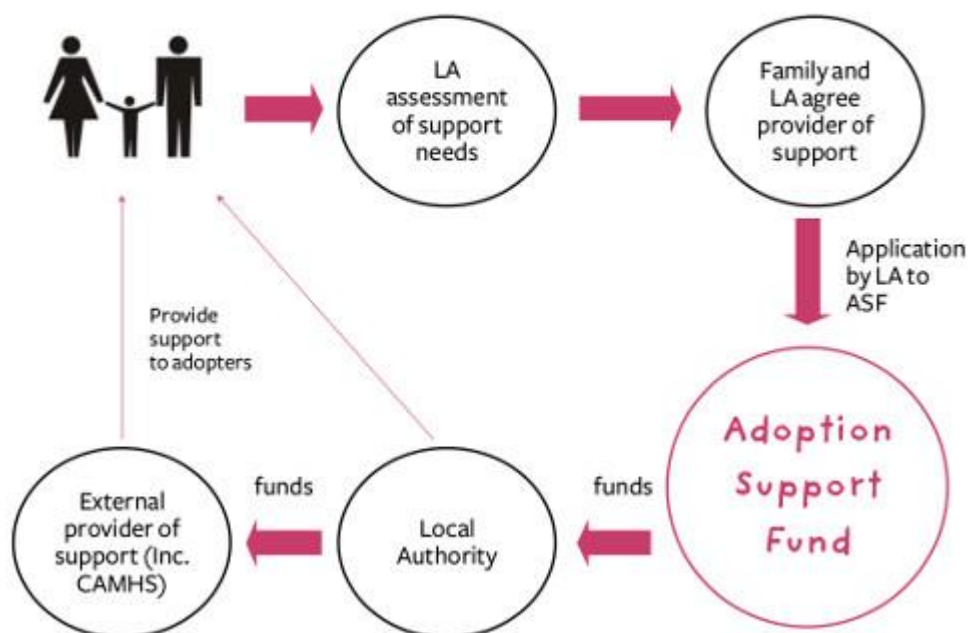 LA
assessment
of support
needs
Family and
LA agree
provider of
support
Application
by LA to
ASF
Adoption
Support
Fund
funds
Local
Authority
funds
External
provider of
support (Inc.
CAMHS)
Provide
support
to adopters